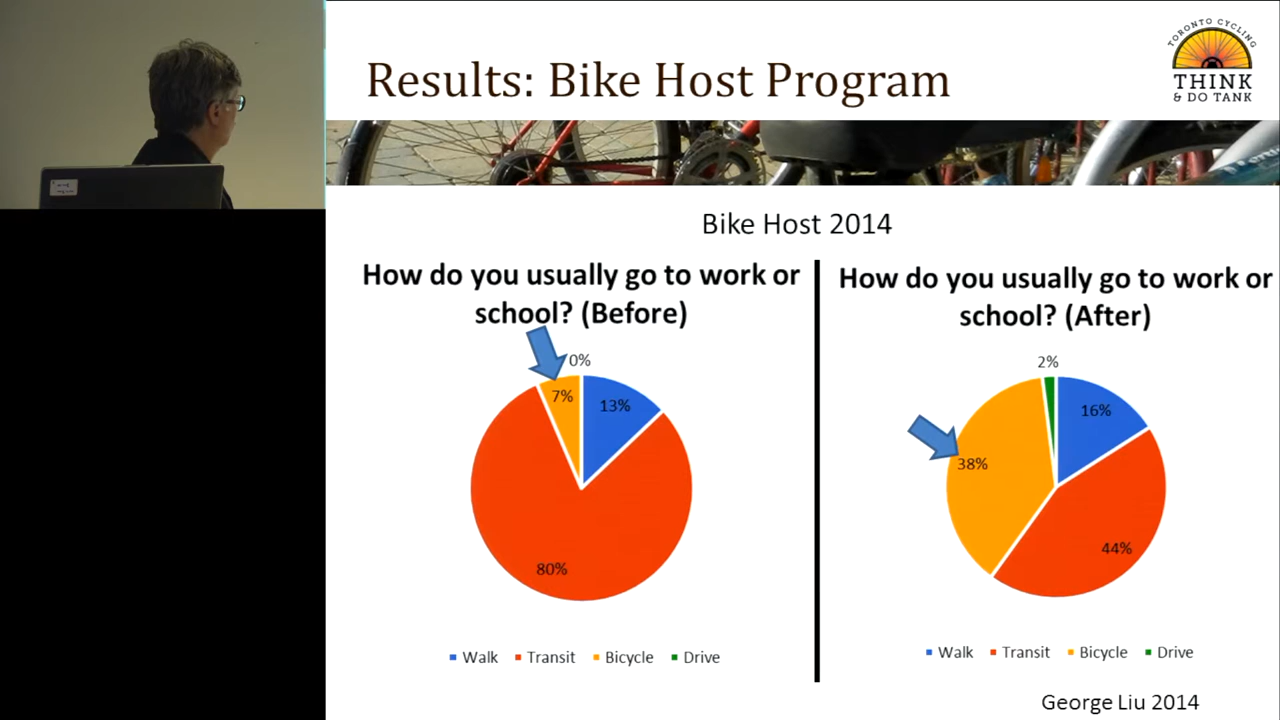 Results: Bike Host Program
TORONTO CYCLING
THINK
& DO TANK
Bike Host 2014
How do you usually go to work or
school? (Before)
0%
7%
13%
80%
Walk Transit Bicycle Drive
How do you usually go to work or
school? (After)
2%
16%
38%
44%
Walk Transit Bicycle Drive
George Liu 2014